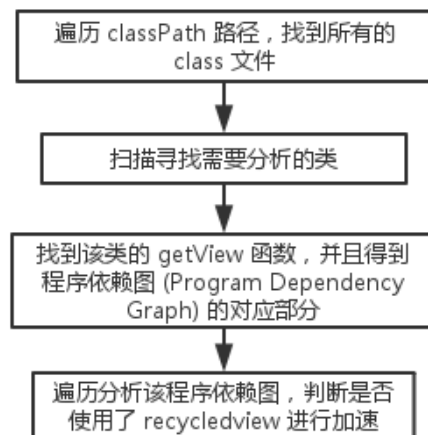 遍历 classPath 路径，找到所有的
class 文件
扫描寻找需要分析的类
找到该类的 getView 函数，并且得到
程序依赖图 (Program Dependency
Graph) 的对应部分
遍历分析该程序依赖图，判断是否
使用了 recycledview 进行加速